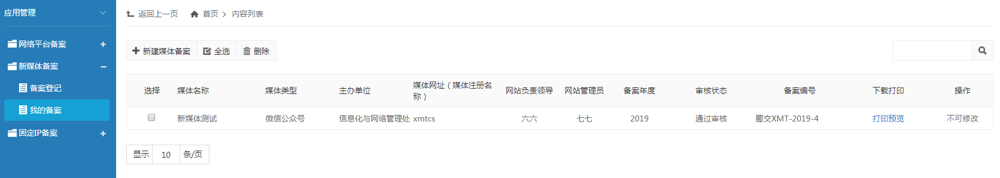 应用管理
网络平台备案
新媒体备案
备案登记
我的备案
固定IP备案
返回上一页 首页 > 内容列表
新建媒体备案 全选 删除
选择 媒体名称 媒体类型 主办单位 媒体网址（媒体注册名称） 网站负责领导 网站管理员 备案年度 审核状态 备案编号 下载打印 操作
新媒体测试 微信公众号 信息化与网络管理处 xmtcs 六六 七七 2019 通过审核 蜀交XMT-2019-4 打印预览 不可修改
显示 10 条/页